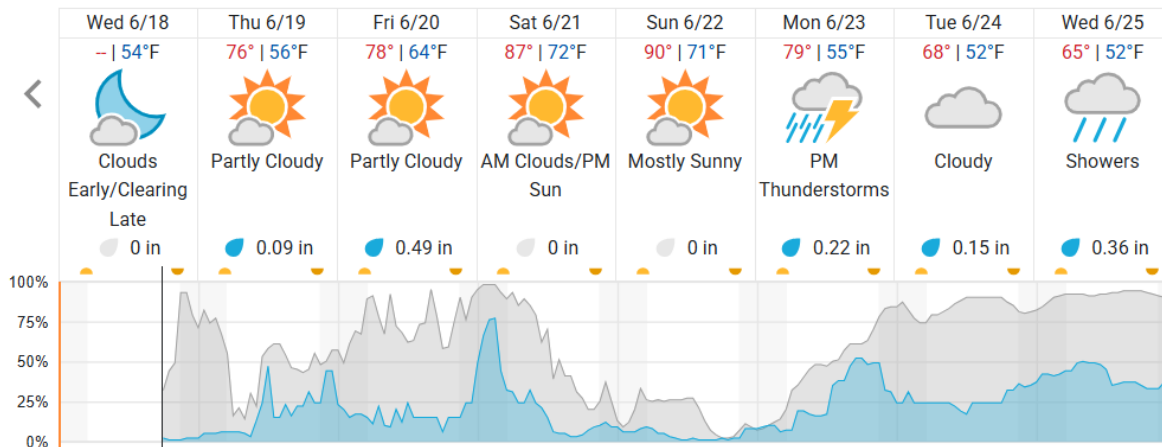 Wed 6/18 Thu 6/19 Fri 6/20 Sat 6/21 Sun 6/22 Mon 6/23 Tue 6/24 Wed 6/25
-- | 54°F 76° | 56°F 78° | 64°F 87° | 72°F 90° | 71°F 79° | 55°F 68° | 52°F 65° | 52°F
Clouds Partly Cloudy Partly Cloudy AM Clouds/PM Mostly Sunny PM Cloudy Showers
Early/Clearing Sun Thunderstorms
Late
0 in 0.09 in 0.49 in 0 in 0 in 0.22 in 0.15 in 0.36 in
100%
75%
50%
25%
0%